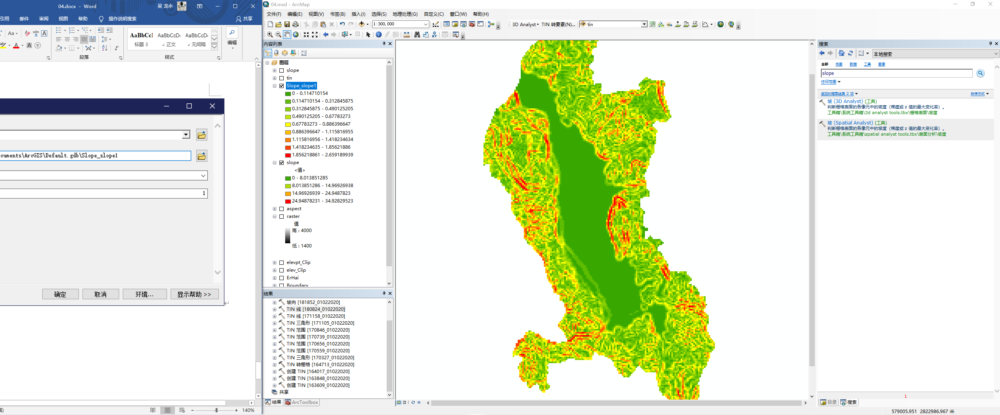 04.docx - Word
吴 龙永
引用
邮件
审阅
视图
帮助
操作说明搜索
共享
AaBbCcI
AaBbCcDı
AaBbCcDı
标题 3
正文
无间隔
编辑
段落
样式
cuments\ArcGIS\Default.gdb\Slope_slope1
1
确定
取消
环境...
显示帮助 >>
140%
04.mxd - ArcMap
文件(F)
编辑(E)
视图(V)
书签(B)
插入(I)
选择(S)
地理处理(G)
自定义(C)
窗口(W)
帮助(H)
1:300,000
3D Analyst
TIN 转要素(N)...
tin
内容列表
图层
slope
tin
Slope_slope1
0 - 0.114710154
0.114710154 - 0.312845875
0.312845875 - 0.490125205
0.490125205 - 0.67783273
0.67783273 - 0.886396647
0.886396647 - 1.115816955
1.115816956 - 1.418234634
1.418234635 - 1.85621886
1.856218861 - 2.659189939
slope
<值>
0 - 8.013851285
8.013851286 - 14.96926938
14.96926939 - 24.9487823
24.94878231 - 34.92829523
aspect
raster
值
高 : 4000
低 : 1400
elevpt_Clip
elev_Clip
ErHai
Boundary
结果
坡向 [181852_01022020]
TIN 线 [180824_01022020]
TIN 线 [171158_01022020]
TIN 三角形 [171105_01022020]
TIN 范围 [170846_01022020]
TIN 范围 [170739_01022020]
TIN 范围 [170656_01022020]
TIN 范围 [170559_01022020]
TIN 三角形 [170327_01022020]
TIN 转栅格 [164713_01022020]
创建 TIN [164017_01022020]
创建 TIN [163848_01022020]
创建 TIN [163609_01022020]
共享
结果
ArcToolbox
搜索
本地搜索
全部
地图
数据
工具
图像
slope
任何范围
返回的搜索结果 2 项
排序方式
坡 (3D Analyst) (工具)
判断栅格表面的各像元中的坡度（梯度或 z 值的最大变化率）。
工具箱\系统工具箱\3d analyst tools.tbx\栅格表面\坡度
坡 (Spatial Analyst) (工具)
判断栅格表面的各像元中的坡度（梯度或 z 值的最大变化率）。
工具箱\系统工具箱\spatial analyst tools.tbx\表面分析\坡度
1
目录
搜索
579005.951 2822986.967 米